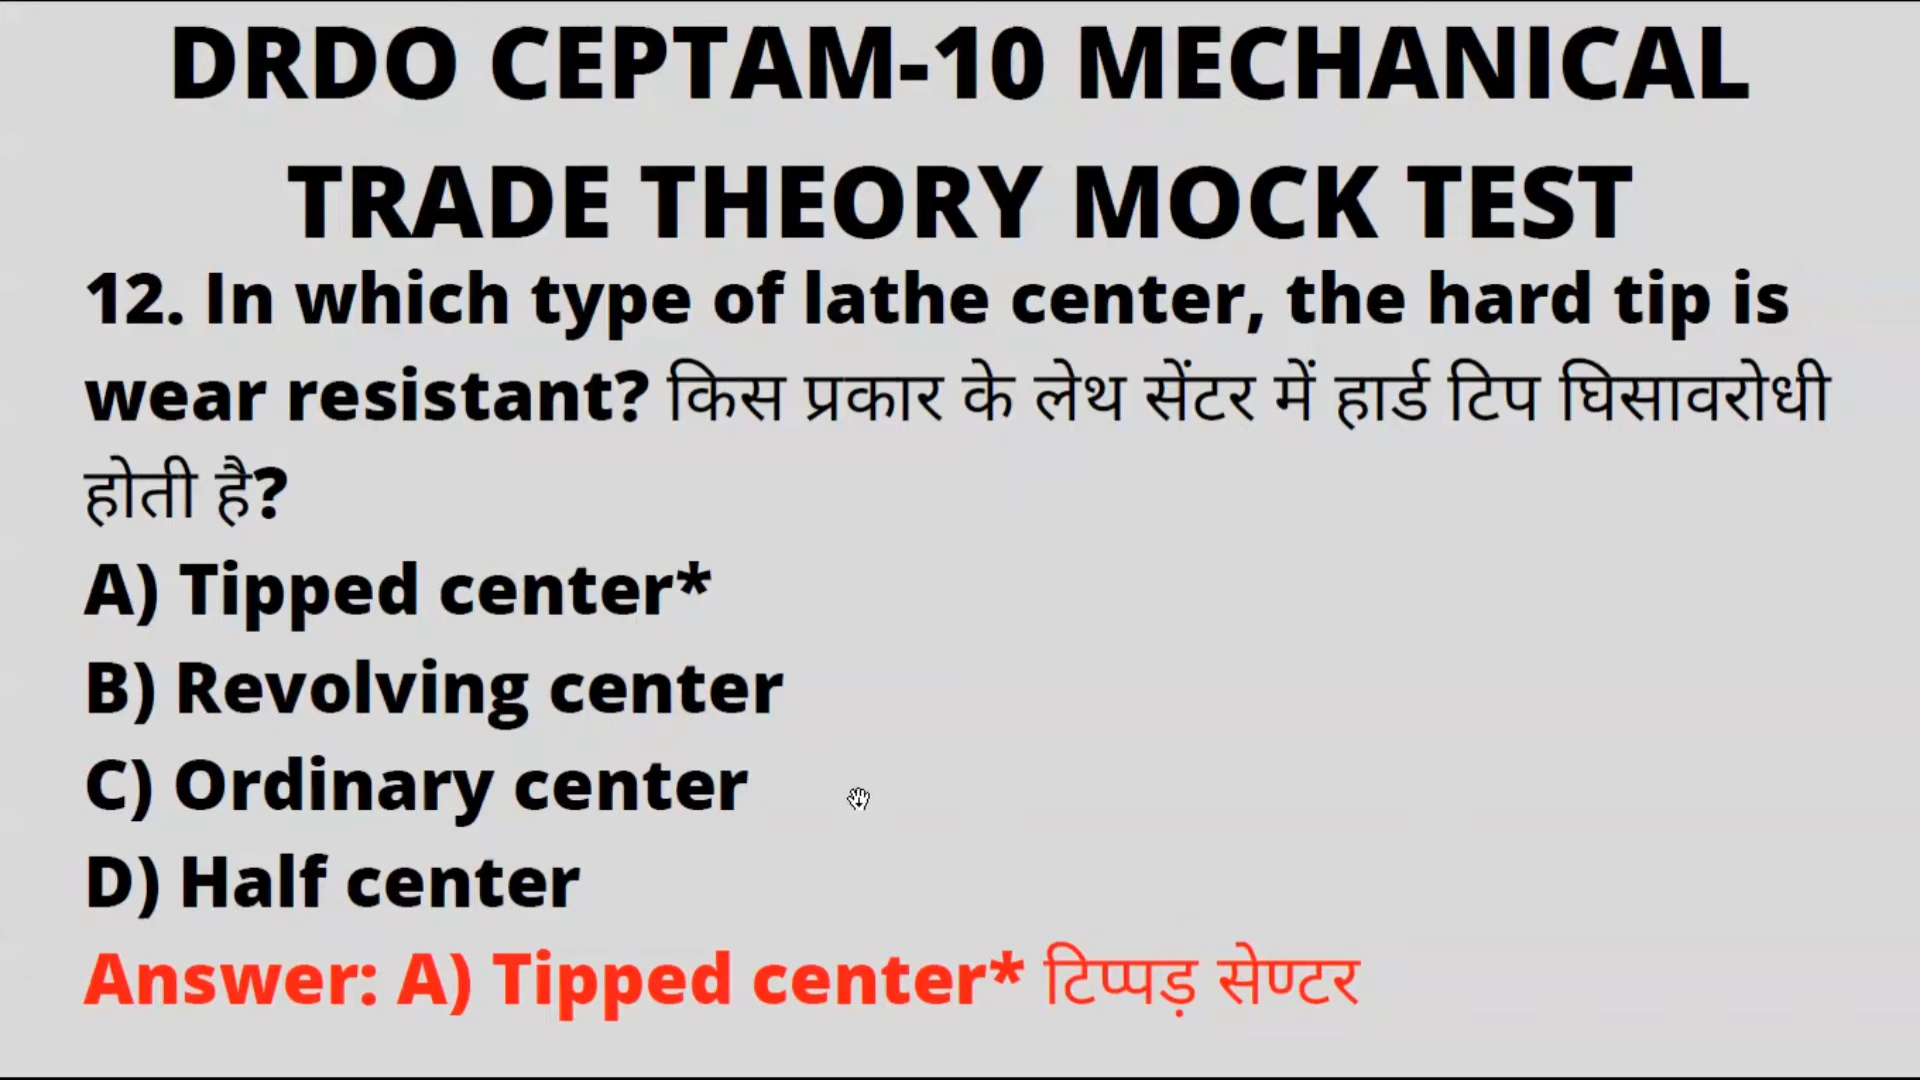 DRDO CEPTAM-10 MECHANICAL
TRADE THEORY MOCK TEST
12. In which type of lathe center, the hard tip is
wear resistant? किस प्रकार के लेथ सेंटर में हार्ड टिप घिसावरोधी
होती है?
A) Tipped center*
B) Revolving center
C) Ordinary center
D) Half center
Answer: A) Tipped center* टिप्पड़ सेण्टर